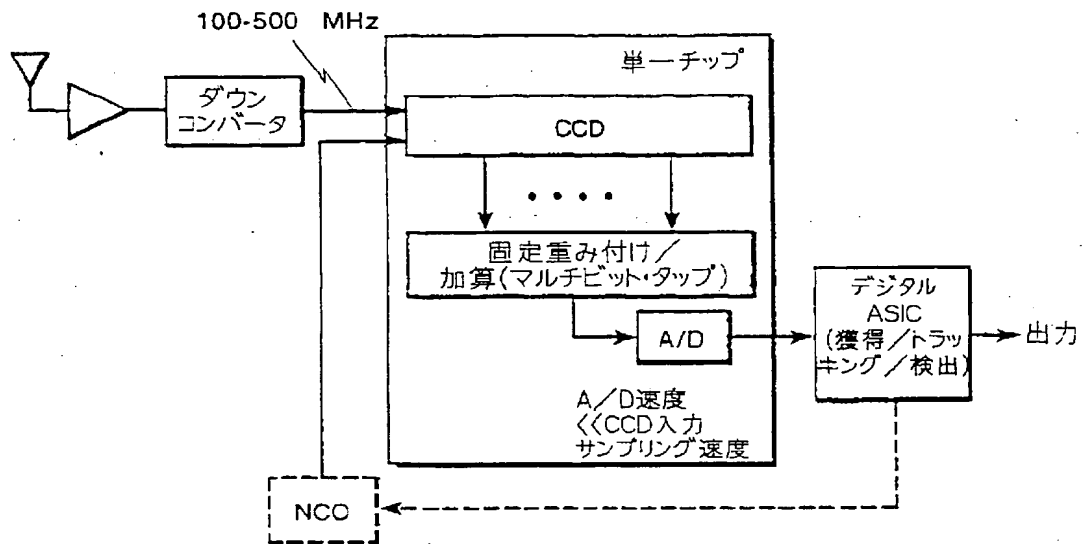 100-500 MHz
単一チップ
ダウン
コンバータ
CCD
固定重み付け／
加算(マルチビット・タップ)
A/D
デジタル
ASIC
(獲得／トラッ
キング／検出)
出力
A／D速度
<<CCD入力
サンプリング速度
NCO